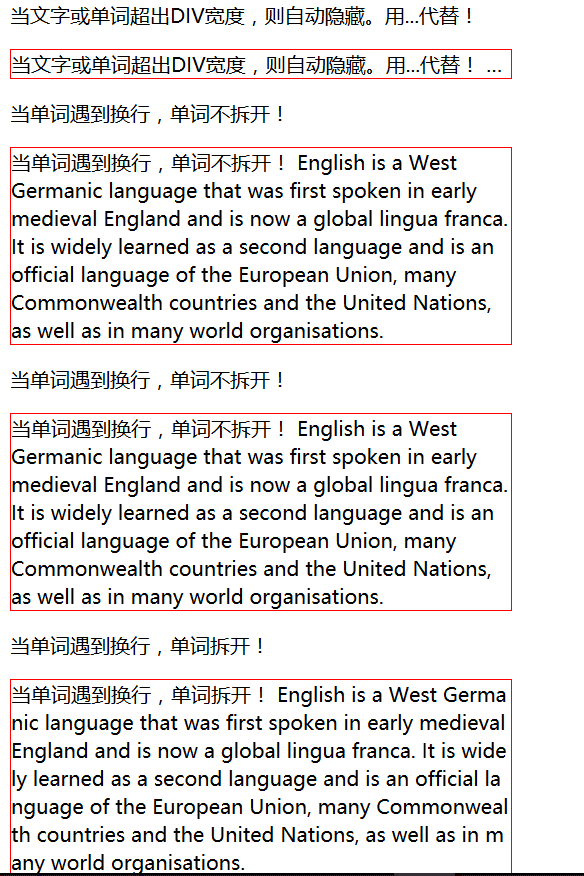 当文字或单词超出DIV宽度，则自动隐藏。用...代替！
当文字或单词超出DIV宽度，则自动隐藏。用...代替！ ...
当单词遇到换行，单词不拆开！
当单词遇到换行，单词不拆开！ English is a West
Germanic language that was first spoken in early
medieval England and is now a global lingua franca.
It is widely learned as a second language and is an
official language of the European Union, many
Commonwealth countries and the United Nations,
as well as in many world organisations.
当单词遇到换行，单词不拆开！
当单词遇到换行，单词不拆开！ English is a West
Germanic language that was first spoken in early
medieval England and is now a global lingua franca.
It is widely learned as a second language and is an
official language of the European Union, many
Commonwealth countries and the United Nations,
as well as in many world organisations.
当单词遇到换行，单词拆开！
当单词遇到换行，单词拆开！ English is a West Germa
nic language that was first spoken in early medieval
England and is now a global lingua franca. It is wide
ly learned as a second language and is an official la
nguage of the European Union, many Commonweal
th countries and the United Nations, as well as in m
any world organisations.